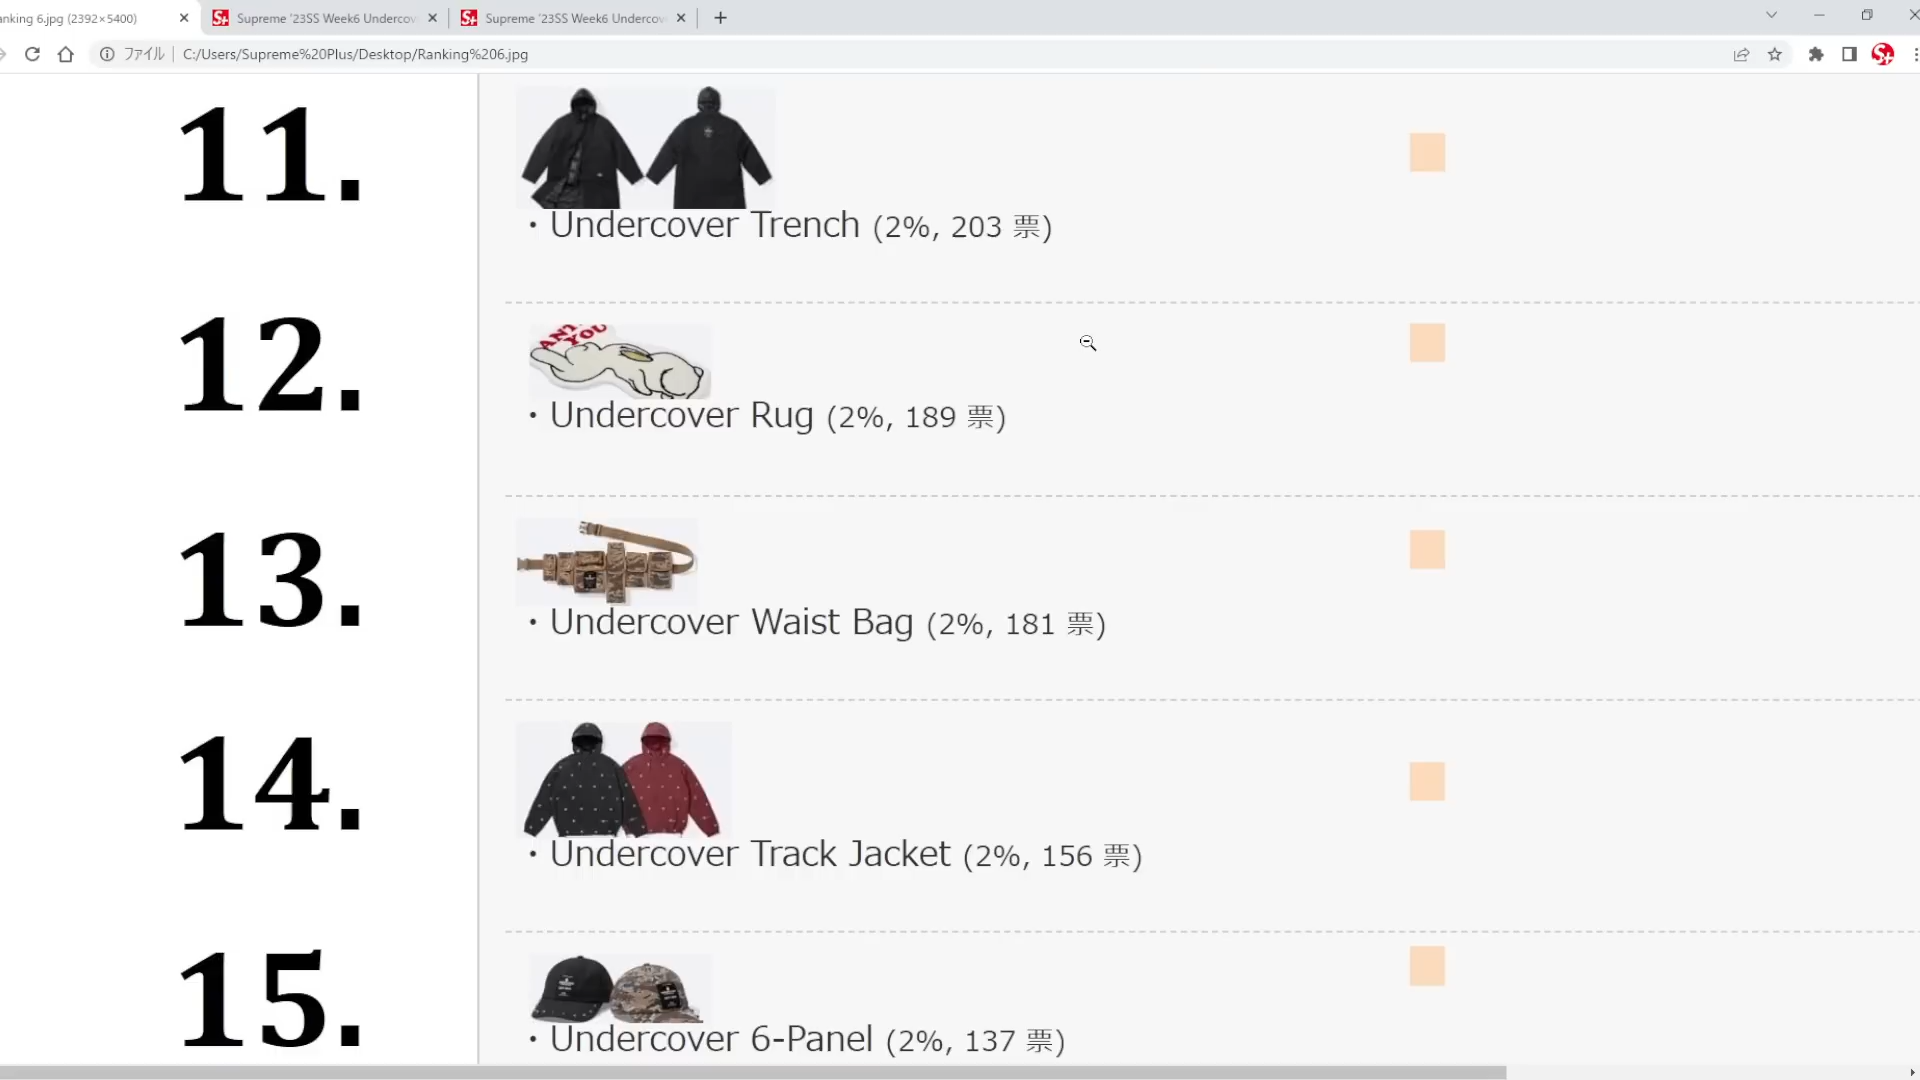 anking 6.jpg (2392×5400)
Supreme '23SS Week6 Undercov
Supreme '23SS Week6 Undercov
ファイル
C:/Users/Supreme%20Plus/Desktop/Ranking%206.jpg
11.
・Undercover Trench (2%, 203 票)
12.
ANT
YOU
・Undercover Rug (2%, 189 票)
13.
・Undercover Waist Bag (2%, 181 票)
14.
・Undercover Track Jacket (2%, 156 票)
15.
・Undercover 6-Panel (2%, 137 票)